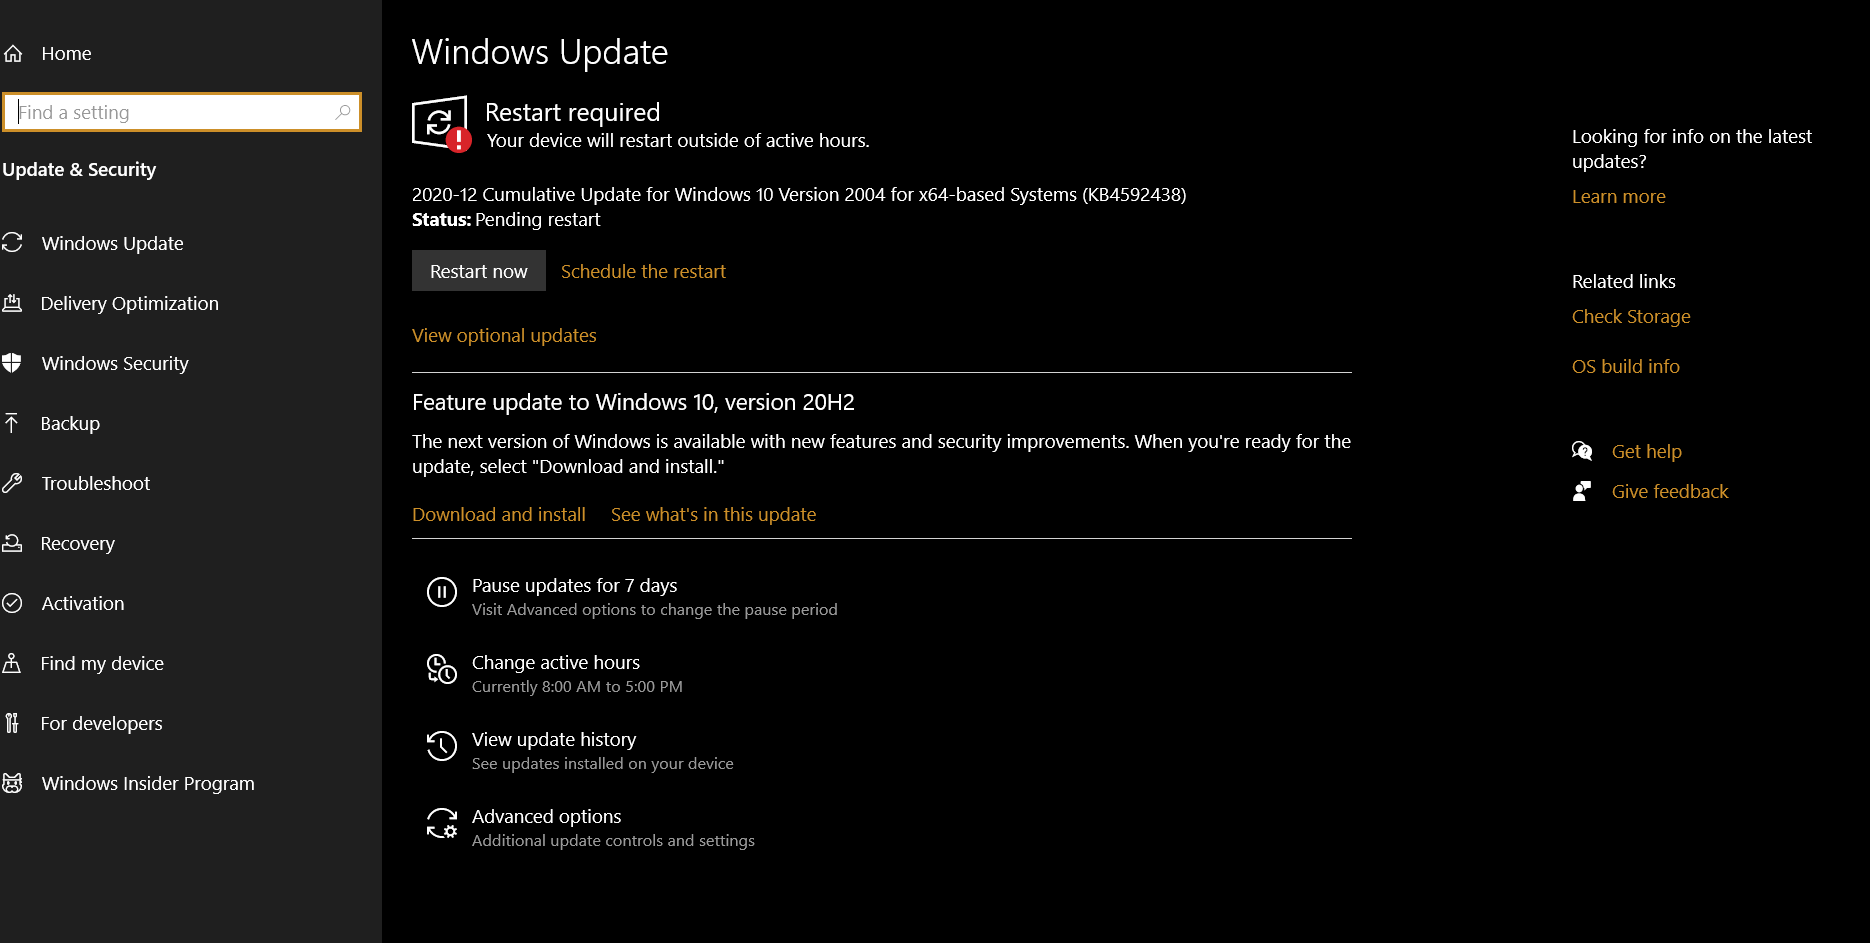 Home
Find a setting
Update & Security
Windows Update
Delivery Optimization
Windows Security
Backup
Troubleshoot
Recovery
Activation
Find my device
For developers
Windows Insider Program
Windows Update
Restart required
Your device will restart outside of active hours.
2020-12 Cumulative Update for Windows 10 Version 2004 for x64-based Systems (KB4592438)
Status: Pending restart
Restart now
Schedule the restart
View optional updates
Feature update to Windows 10, version 20H2
The next version of Windows is available with new features and security improvements. When you're ready for the
update, select "Download and install."
Download and install
See what's in this update
Pause updates for 7 days
Visit Advanced options to change the pause period
Change active hours
Currently 8:00 AM to 5:00 PM
View update history
See updates installed on your device
Advanced options
Additional update controls and settings
Looking for info on the latest
updates?
Learn more
Related links
Check Storage
OS build info
Get help
Give feedback